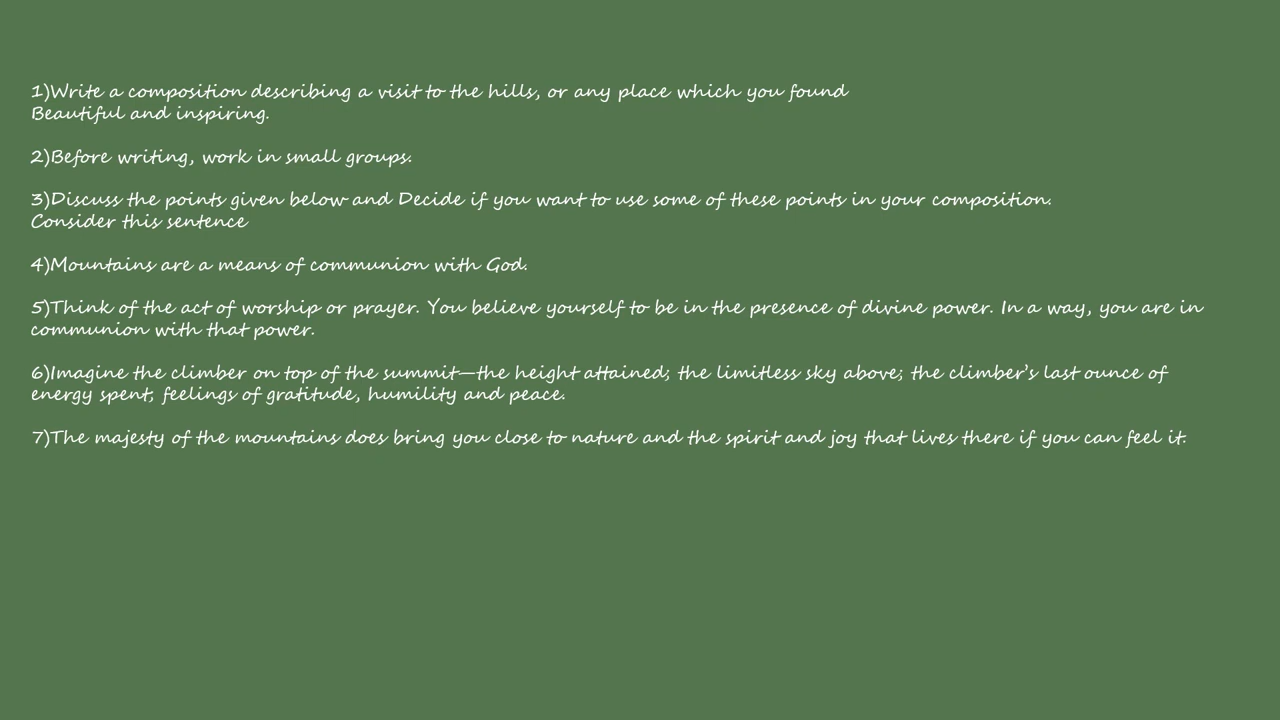 1)Write a composition describing a visit to the hills, or any place which you found
Beautiful and inspiring.
2)Before writing, work in small groups.
3)Discuss the points given below and Decide if you want to use some of these points in your composition.
Consider this sentence
4)Mountains are a means of communion with God.
5)Think of the act of worship or prayer. You believe yourself to be in the presence of divine power. In a way, you are in
communion with that power.
6)Imagine the climber on top of the summit—the height attained; the limitless sky above; the climber's last ounce of
energy spent; feelings of gratitude, humility and peace.
7)The majesty of the mountains does bring you close to nature and the spirit and joy that lives there if you can feel it.